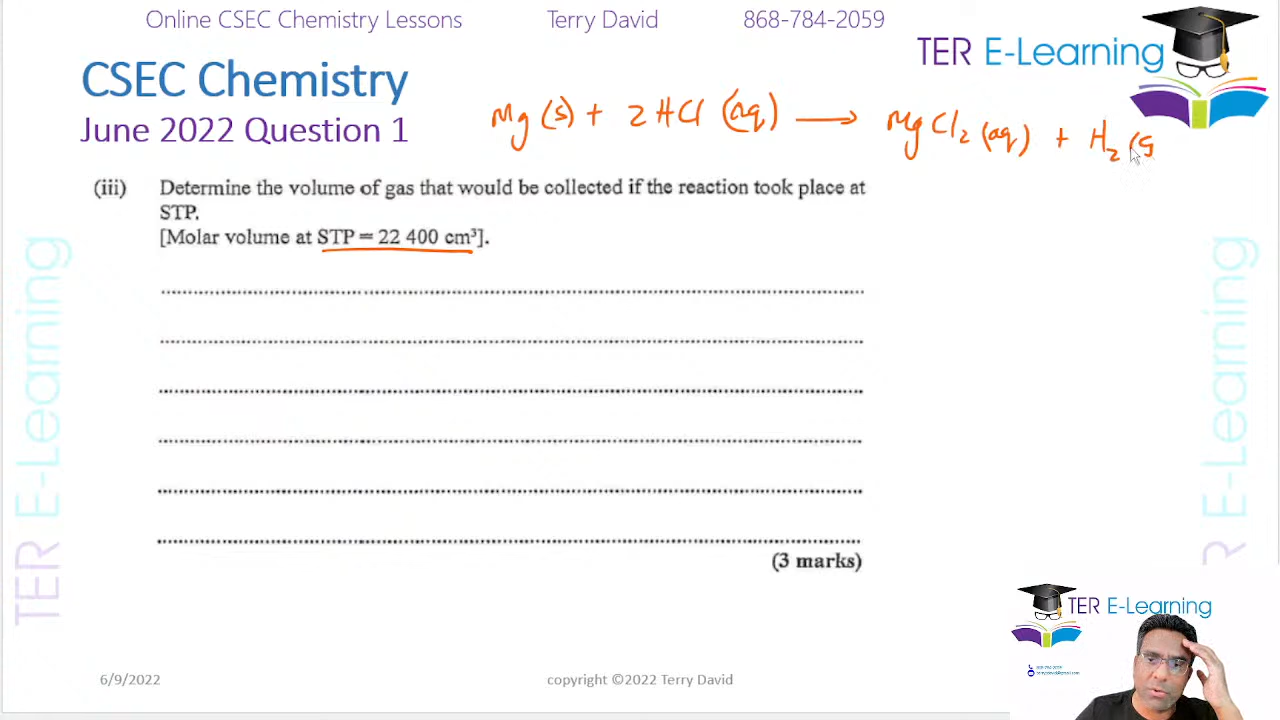 Online CSEC Chemistry Lessons Terry David 868-784-2059
TER E-Learning
CSEC Chemistry
June 2022 Question 1
Mg (s) + 2HCl (aq) → MgCl₂ (aq) + H₂ (g
(iii) Determine the volume of gas that would be collected if the reaction took place at
STP.
[Molar volume at STP = 22 400 cm³].
(3 marks)
TER E-Learning
TER E-Learning
TER E-Learning
6/9/2022 copyright ©2022 Terry David